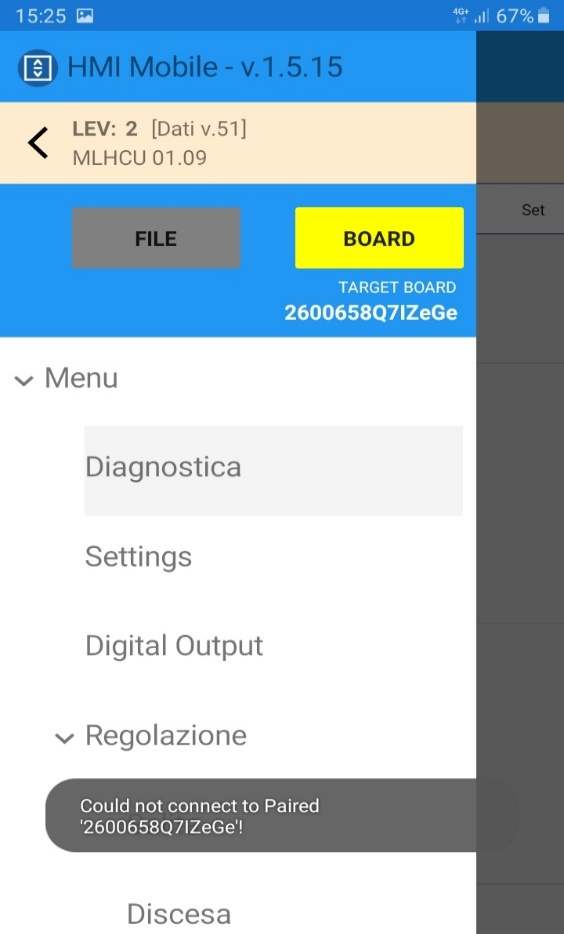 15:25 4G+ 67%
HMI Mobile - v.1.5.15
LEV: 2 [Dati v.51]
MLHCU 01.09
Set
FILE BOARD
TARGET BOARD
2600658Q7IZeGe
Menu
Diagnostica
Settings
Digital Output
Regolazione
Could not connect to Paired
'2600658Q7IZeGe'!
Discesa